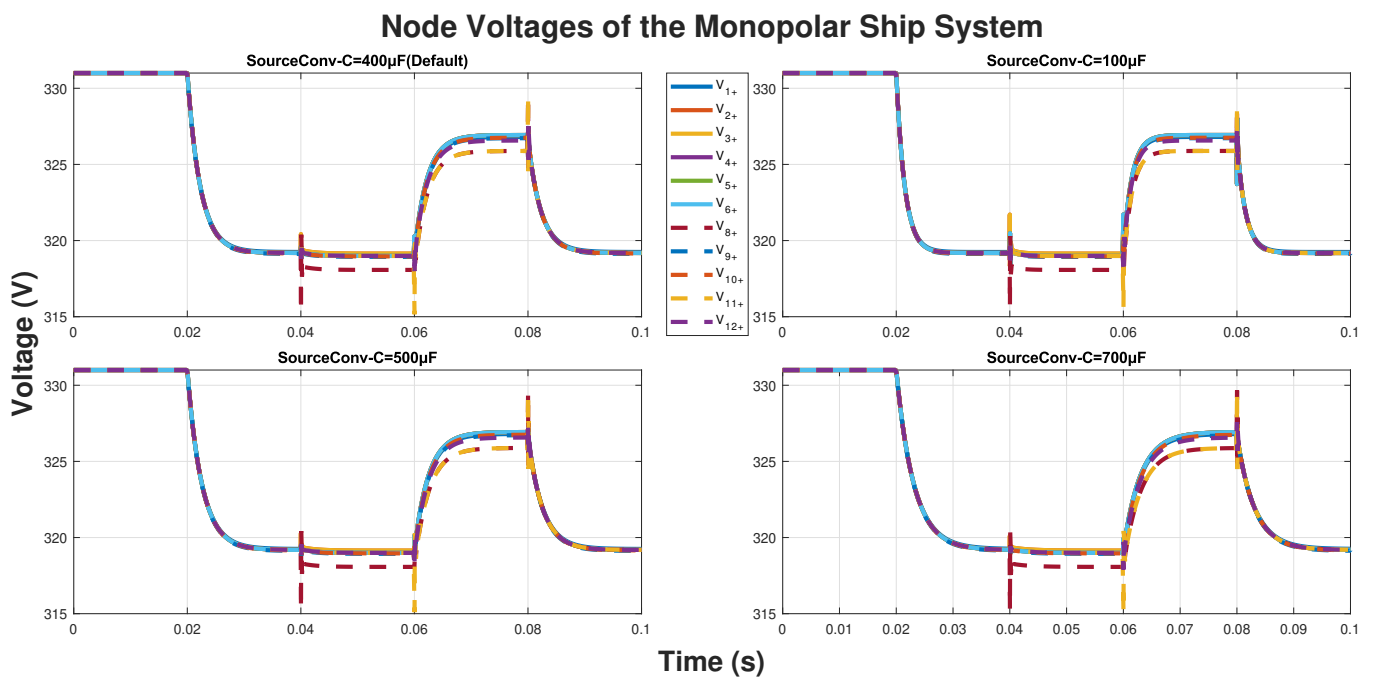 Node Voltages of the Monopolar Ship System
SourceConv-C=400μF(Default)
330
325
320
315
0 0.02 0.04 0.06 0.08 0.1
V1+
V2+
V3+
V4+
V5+
V6+
V8+
V9+
V10+
V11+
V12+
SourceConv-C=100μF
330
325
320
315
0 0.02 0.04 0.06 0.08 0.1
SourceConv-C=500μF
330
325
320
315
0 0.02 0.04 0.06 0.08 0.1
SourceConv-C=700μF
330
325
320
315
0 0.01 0.02 0.03 0.04 0.05 0.06 0.07 0.08 0.09 0.1
Voltage (V)
Time (s)